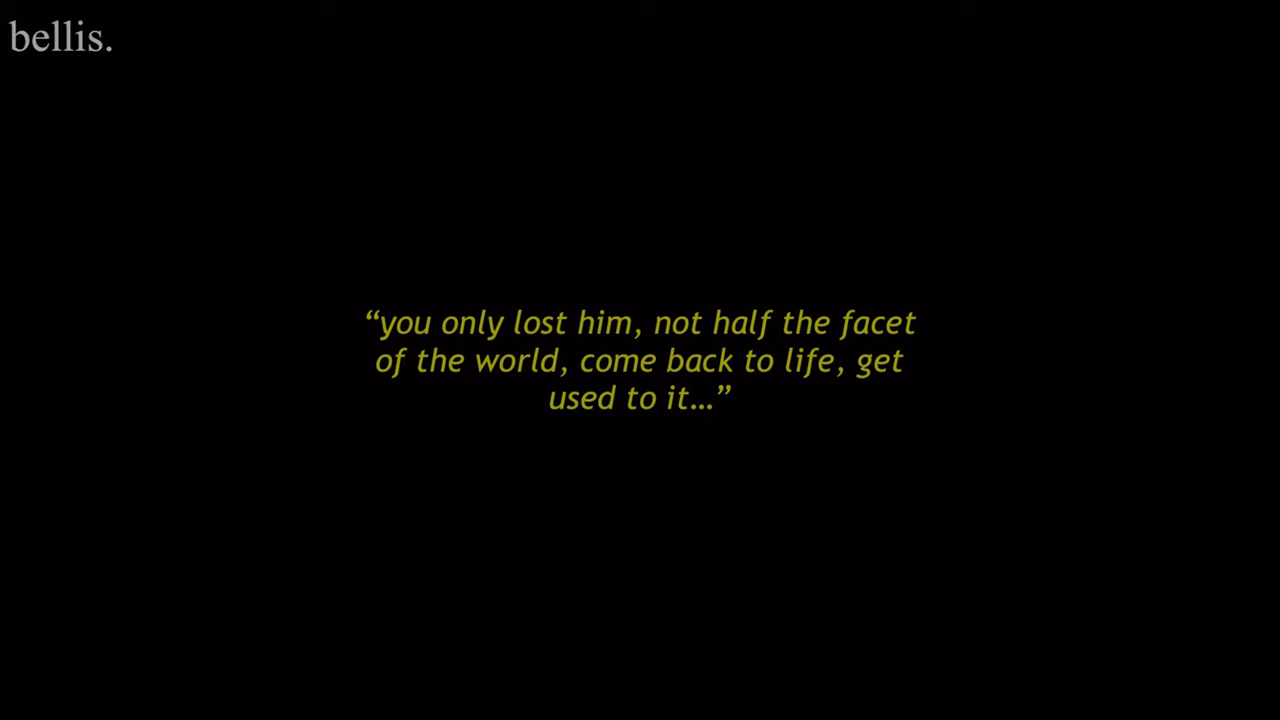 bellis.
“you only lost him, not half the facet
of the world, come back to life, get
used to it…”